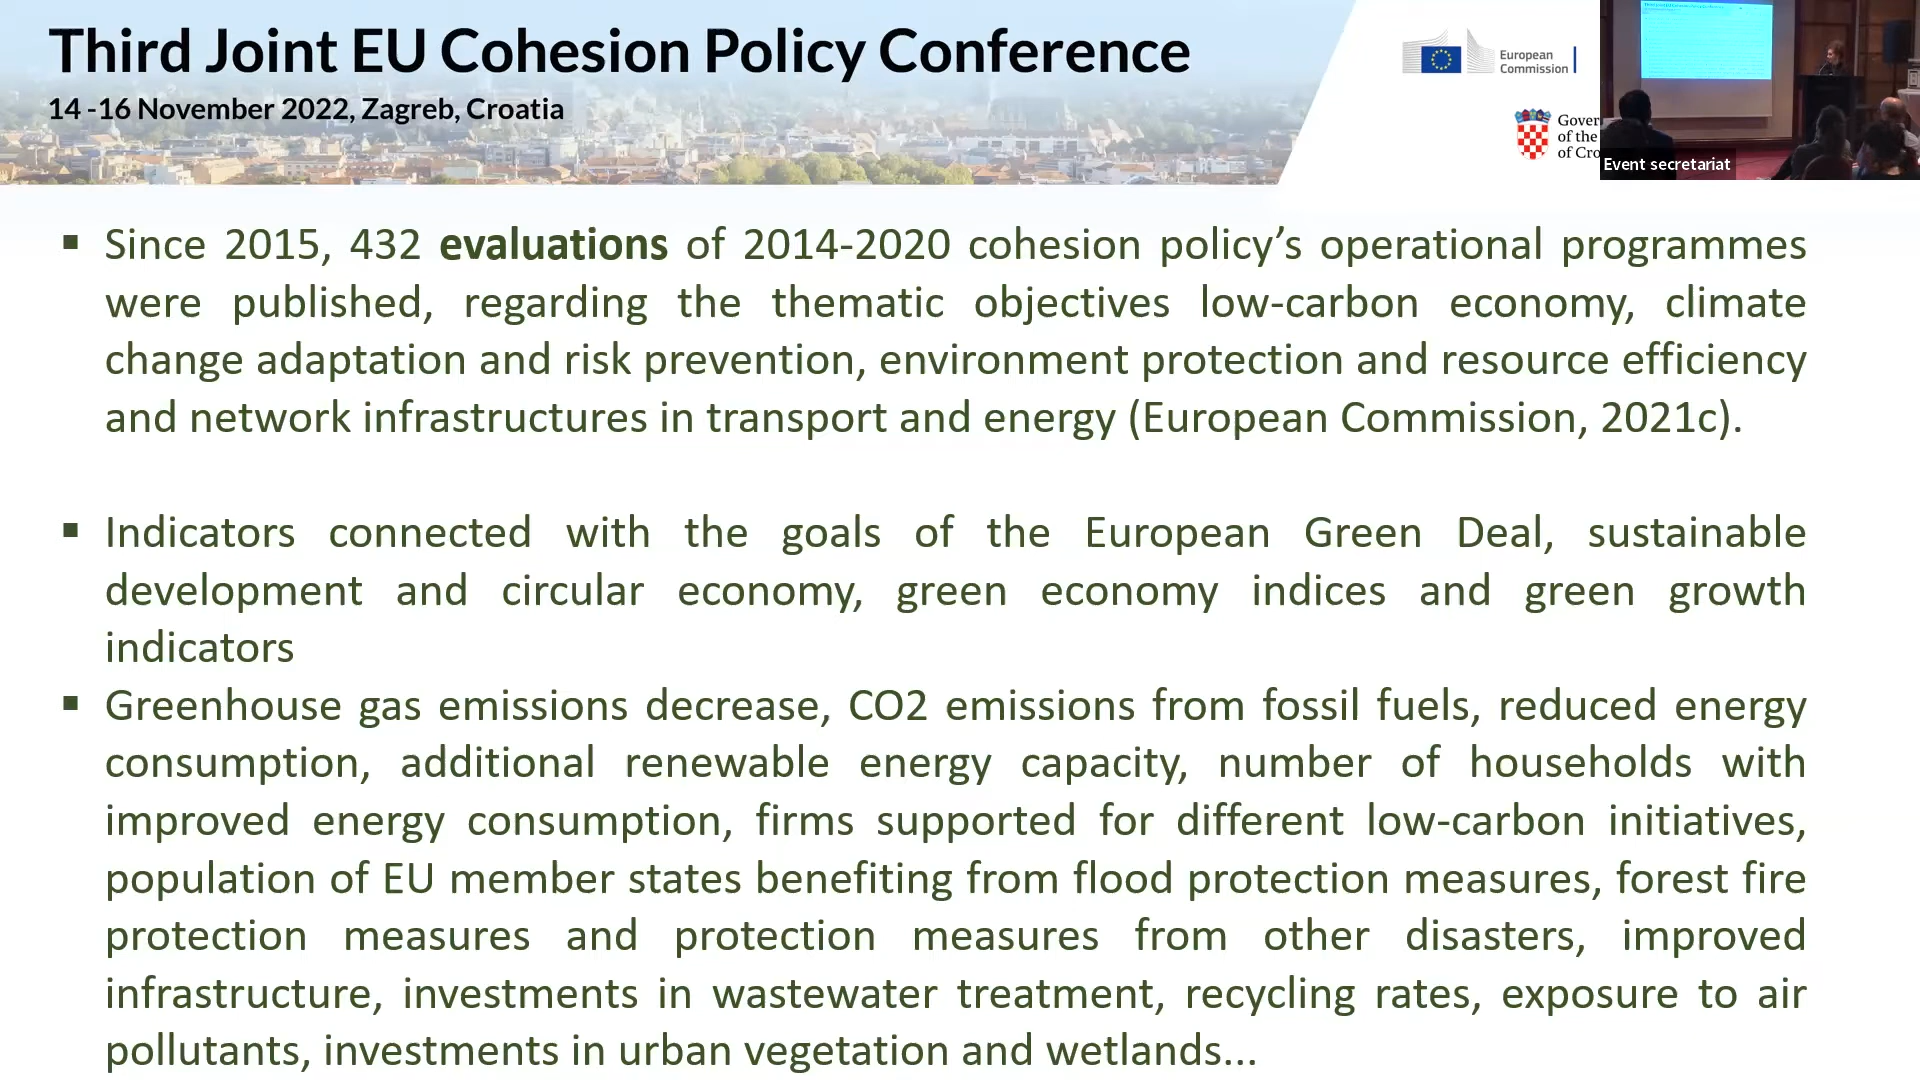 Third Joint EU Cohesion Policy Conference
14 -16 November 2022, Zagreb, Croatia
European
Commission
of the
Event secretariat
▪ Since 2015, 432 evaluations of 2014-2020 cohesion policy’s operational programmes
were published, regarding the thematic objectives low-carbon economy, climate
change adaptation and risk prevention, environment protection and resource efficiency
and network infrastructures in transport and energy (European Commission, 2021c).
▪ Indicators connected with the goals of the European Green Deal, sustainable
development and circular economy, green economy indices and green growth
indicators
▪ Greenhouse gas emissions decrease, CO2 emissions from fossil fuels, reduced energy
consumption, additional renewable energy capacity, number of households with
improved energy consumption, firms supported for different low-carbon initiatives,
population of EU member states benefiting from flood protection measures, forest fire
protection measures and protection measures from other disasters, improved
infrastructure, investments in wastewater treatment, recycling rates, exposure to air
pollutants, investments in urban vegetation and wetlands...